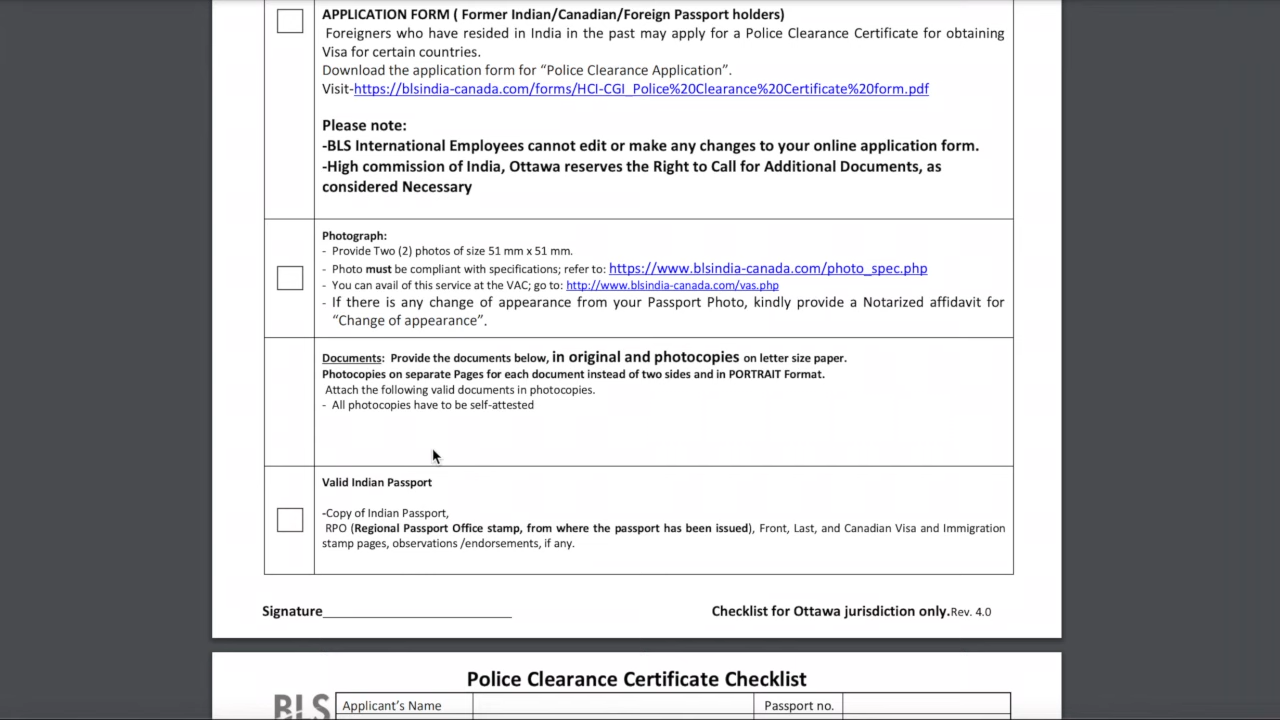 APPLICATION FORM ( Former Indian/Canadian/Foreign Passport holders)
Foreigners who have resided in India in the past may apply for a Police Clearance Certificate for obtaining
Visa for certain countries.
Download the application form for “Police Clearance Application”.
Visit-https://blsindia-canada.com/forms/HCI-CGI_Police%20Clearance%20Certificate%20form.pdf
Please note:
-BLS International Employees cannot edit or make any changes to your online application form.
-High commission of India, Ottawa reserves the Right to Call for Additional Documents, as
considered Necessary
Photograph:
- Provide Two (2) photos of size 51 mm x 51 mm.
- Photo must be compliant with specifications; refer to: https://www.blsindia-canada.com/photo_spec.php
- You can avail of this service at the VAC; go to: http://www.blsindia-canada.com/vas.php
- If there is any change of appearance from your Passport Photo, kindly provide a Notarized affidavit for
“Change of appearance”.
Documents: Provide the documents below, in original and photocopies on letter size paper.
Photocopies on separate Pages for each document instead of two sides and in PORTRAIT Format.
Attach the following valid documents in photocopies.
- All photocopies have to be self-attested
Valid Indian Passport
-Copy of Indian Passport,
RPO (Regional Passport Office stamp, from where the passport has been issued), Front, Last, and Canadian Visa and Immigration
stamp pages, observations /endorsements, if any.
Signature_________________________ Checklist for Ottawa jurisdiction only.Rev. 4.0
Police Clearance Certificate Checklist
BLS Applicant’s Name Passport no.